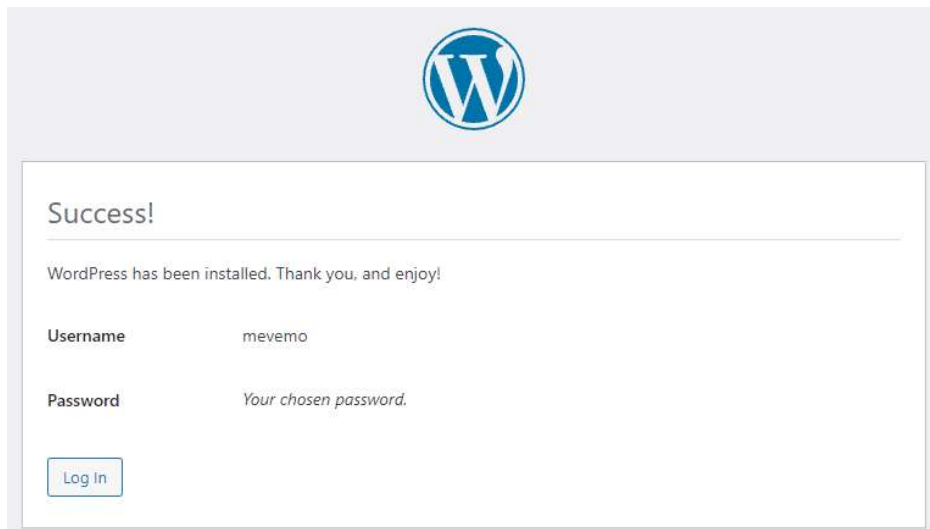 Success!
WordPress has been installed. Thank you, and enjoy!
Username mevemo
Password Your chosen password.
Log In